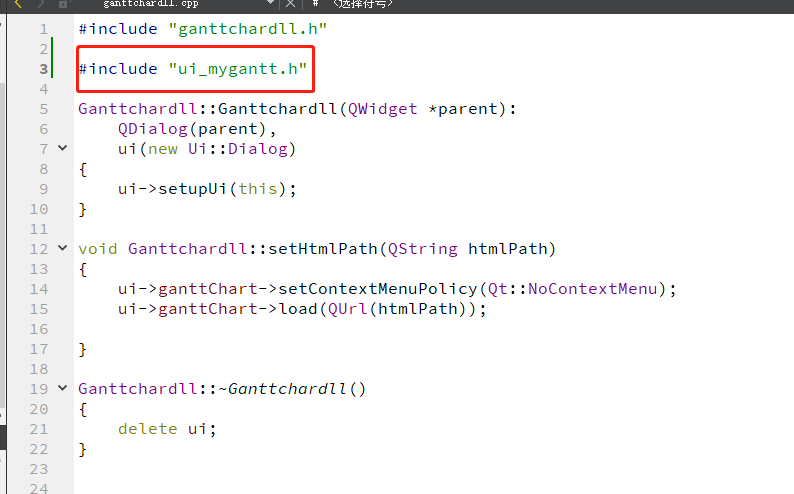 ganttchardll.cpp # <选择符号>
1 #include "ganttchardll.h"
2
3 #include "ui_mygantt.h"
4
5 Ganttchardll::Ganttchardll(QWidget *parent):
6 QDialog(parent),
7 ui(new Ui::Dialog)
8 {
9 ui->setupUi(this);
10 }
11
12 void Ganttchardll::setHtmlPath(QString htmlPath)
13 {
14 ui->ganttChart->setContextMenuPolicy(Qt::NoContextMenu);
15 ui->ganttChart->load(QUrl(htmlPath));
16
17 }
18
19 Ganttchardll::~Ganttchardll()
20 {
21 delete ui;
22 }
23
24